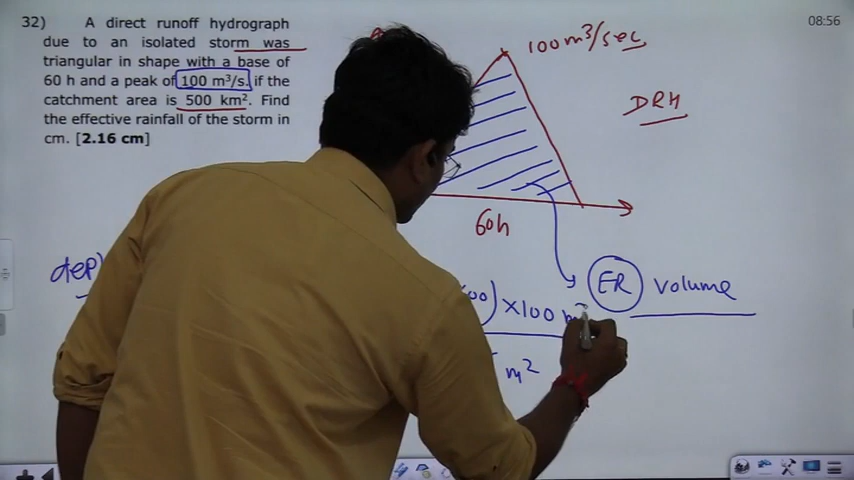 32) A direct runoff hydrograph
due to an isolated storm was
triangular in shape with a base of
60 h and a peak of 100 m³/s. if the
catchment area is 500 km². Find
the effective rainfall of the storm in
cm. [2.16 cm]
08:56
100 m³/sec
DRH
60h
ER volume
×100 m
m²